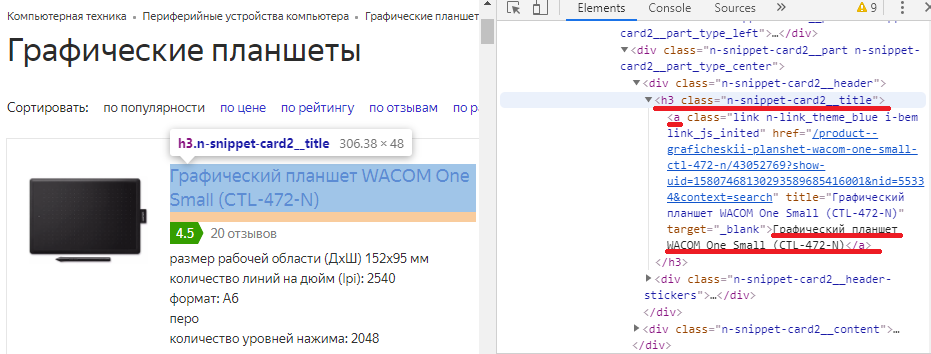 Компьютерная техника › Периферийные устройства компьютера › Графические планшет
Графические планшеты
Сортировать: по популярности по цене по рейтингу по отзывам по ра
h3.n-snippet-card2__title 306.38 × 48
Графический планшет WACOM One
Small (CTL-472-N)
4.5 20 отзывов
размер рабочей области (ДхШ) 152x95 мм
количество линий на дюйм (lpi): 2540
формат: A6
перо
количество уровней нажима: 2048
Elements Console Sources » 9
part_type_left">…</div>
▼<div class="n-snippet-card2__part n-snippet-
card2__part_type_center">
▼<div class="n-snippet-card2__header">
▼<h3 class="n-snippet-card2__title">
<a class="link n-link_theme_blue i-bem
link_js_inited" href="/product--
graficheskii-planshet-wacom-one-small-
ctl-472-n/43052769?show-
uid=15807468130293589685416001&nid=5533
4&context=search" title="Графический
планшет WACOM One Small (CTL-472-N)"
target="_blank">Графический планшет
WACOM One Small (CTL-472-N)</a>
</h3>
▶<div class="n-snippet-card2__header-
stickers">…</div>
</div>
▶<div class="n-snippet-card2__content">…
</div>